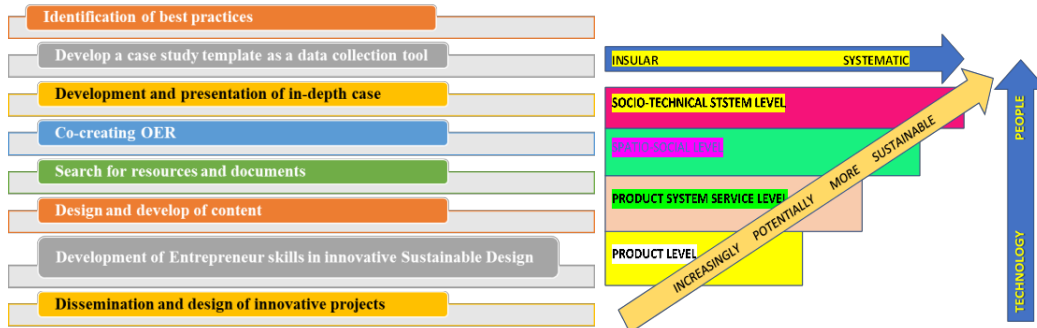 Identification of best practices
Develop a case study template as a data collection tool
Development and presentation of in-depth case
Co-creating OER
Search for resources and documents
Design and develop of content
Development of Entrepreneur skills in innovative Sustainable Design
Dissemination and design of innovative projects
INSULAR SYSTEMATIC
SOCIO-TECHNICAL STSTEM LEVEL
SPATIO-SOCIAL LEVEL
PRODUCT SYSTEM SERVICE LEVEL
PRODUCT LEVEL
INCREASINGLY POTENTIALLY MORE SUSTAINABLE
TECHNOLOGY PEOPLE